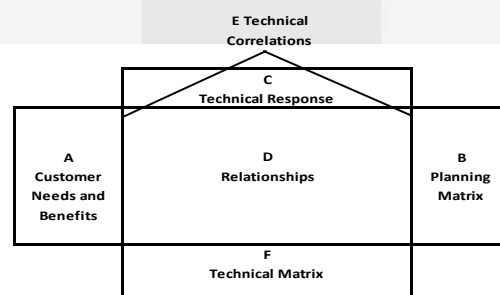 E Technical
Correlations
C
Technical Response
A
Customer
Needs and
Benefits
D
Relationships
B
Planning
Matrix
F
Technical Matrix